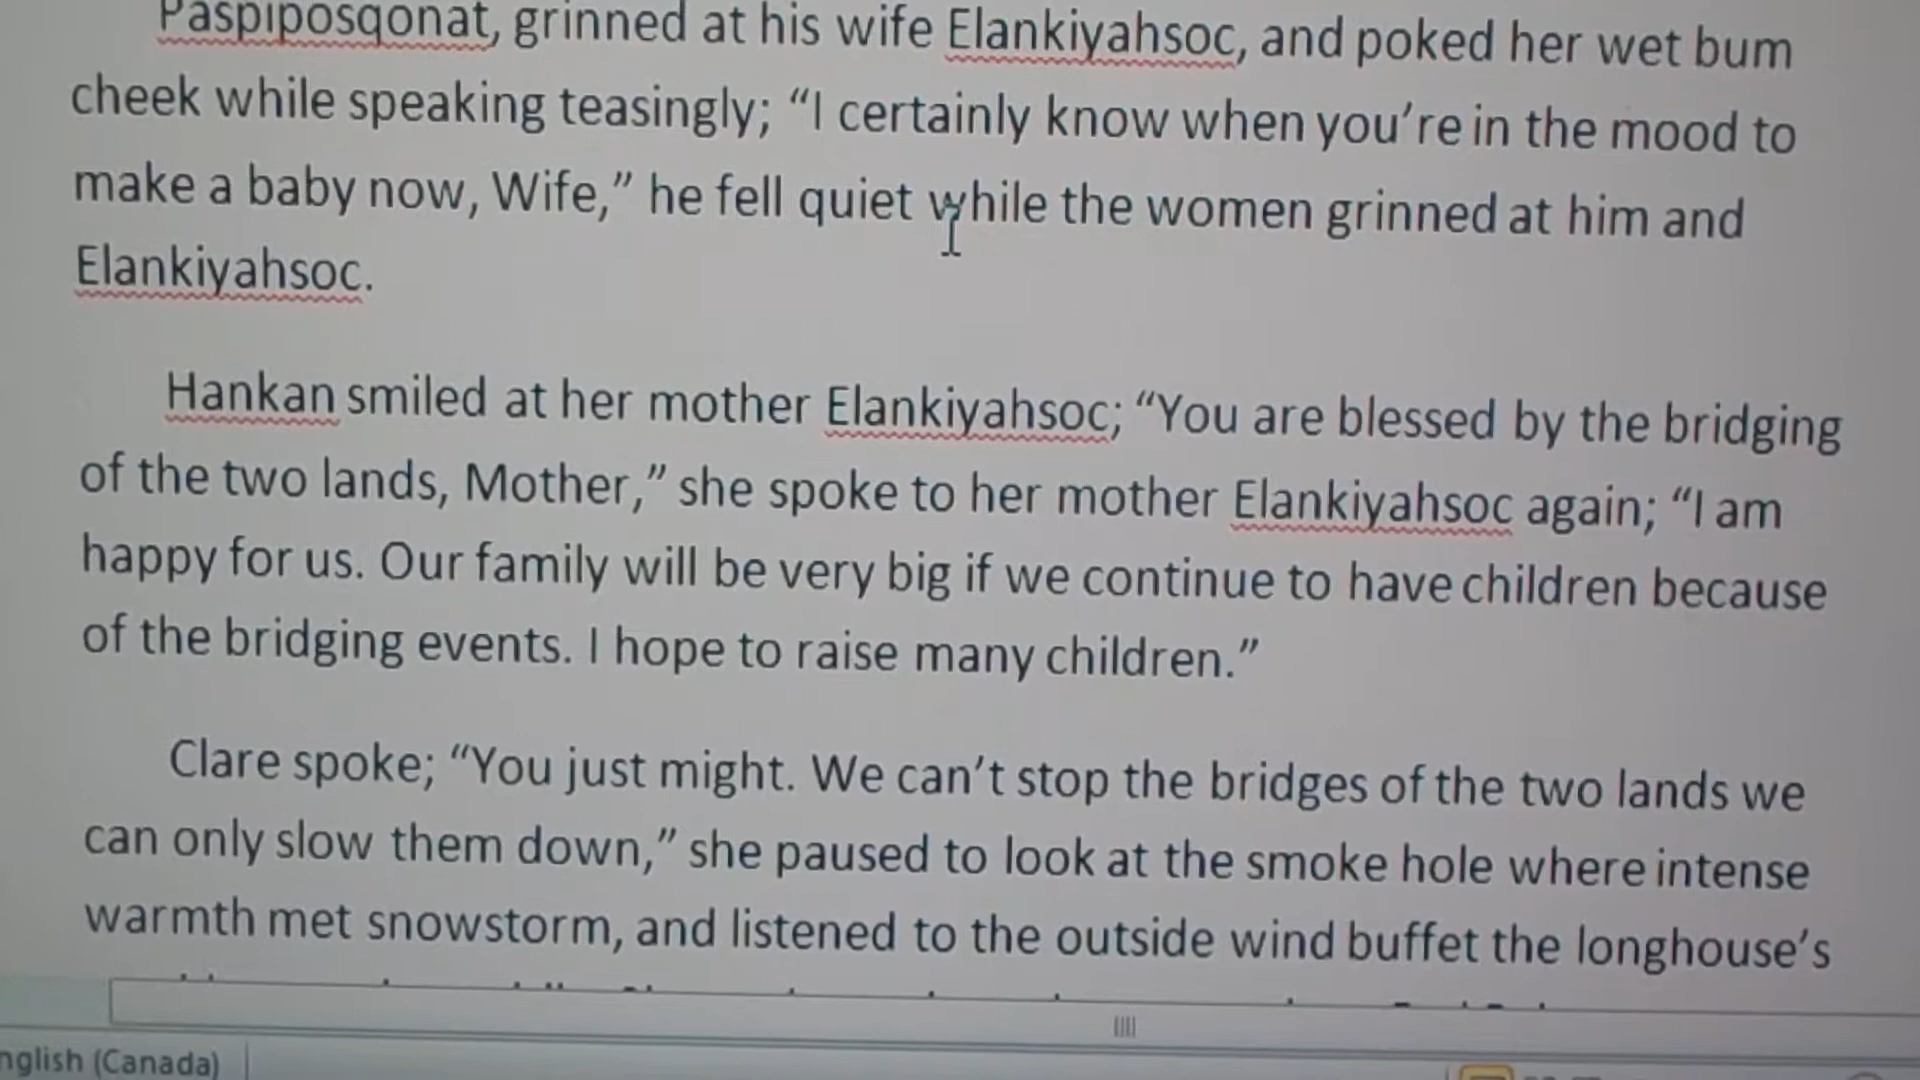 Paspiposqonat, grinned at his wife Elankiyahsoc, and poked her wet bum
cheek while speaking teasingly; “I certainly know when you’re in the mood to
make a baby now, Wife,” he fell quiet while the women grinned at him and
Elankiyahsoc.
Hankan smiled at her mother Elankiyahsoc; “You are blessed by the bridging
of the two lands, Mother,” she spoke to her mother Elankiyahsoc again; “I am
happy for us. Our family will be very big if we continue to have children because
of the bridging events. I hope to raise many children.”
Clare spoke; “You just might. We can’t stop the bridges of the two lands we
can only slow them down,” she paused to look at the smoke hole where intense
warmth met snowstorm, and listened to the outside wind buffet the longhouse’s
nglish (Canada)